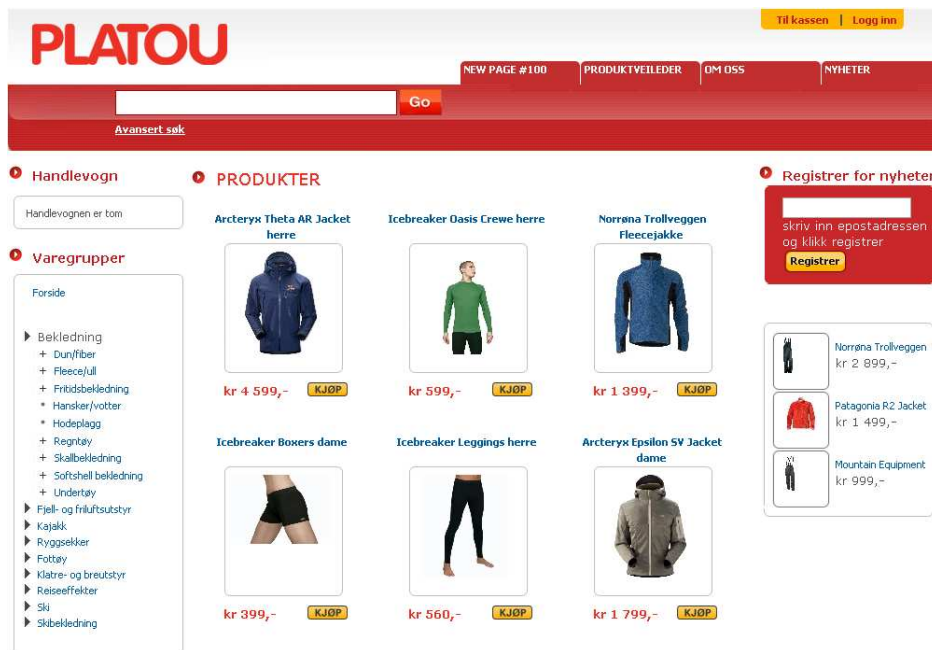 PLATOU
Til kassen | Logg inn
NEW PAGE #100
PRODUKTVEILEDER
OM OSS
NYHETER
Go
Avansert søk
Handlevogn
Handlevognen er tom
Varegrupper
Forside
Bekledning
+ Dun/fiber
+ Fleece/ull
+ Fritidsbekledning
• Hansker/votter
• Hodeplagg
+ Regntøy
+ Skallbekledning
+ Softshell bekledning
+ Undertøy
Fjell- og friluftsutstyr
Kajakk
Ryggsekker
Fottøy
Klatre- og breutstyr
Reiseeffekter
Ski
Skibekledning
PRODUKTER
Arcteryx Theta AR Jacket
herre
kr 4 599,-
KJØP
Icebreaker Oasis Crewe herre
kr 599,-
KJØP
Norrøna Trollveggen
Fleecejakke
kr 1 399,-
KJØP
Icebreaker Boxers dame
kr 399,-
KJØP
Icebreaker Leggings herre
kr 560,-
KJØP
Arcteryx Epsilon SV Jacket
dame
kr 1 799,-
KJØP
Registrer for nyheter
skriv inn epostadressen
og klikk registrer
Registrer
Norrøna Trollveggen
kr 2 899,-
Patagonia R2 Jacket
kr 1 499,-
Mountain Equipment
kr 999,-